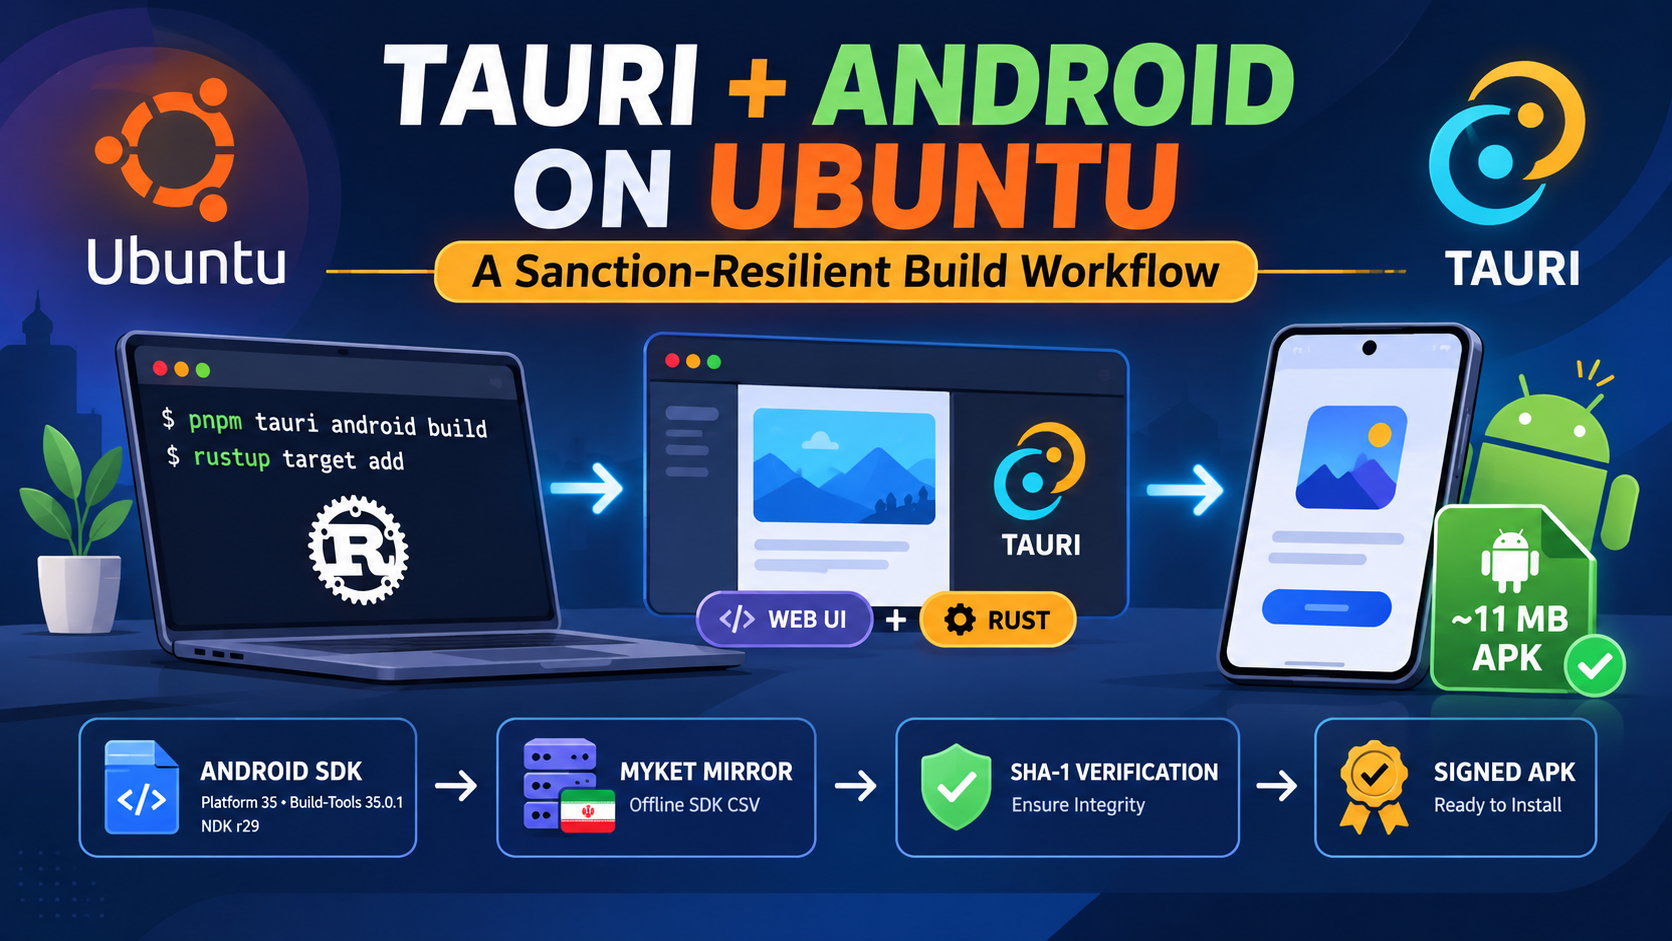 TAURI + ANDROID
ON UBUNTU
A Sanction-Resilient Build Workflow
Ubuntu
TAURI
$ pnpm tauri android build
$ rustup target add
R
TAURI
</> WEB UI + RUST
~11 MB
APK
</>
ANDROID SDK
Platform 35 • Build-Tools 35.0.1
NDK r29
MYKET MIRROR
Offline SDK CSV
SHA-1 VERIFICATION
Ensure Integrity
SIGNED APK
Ready to Install